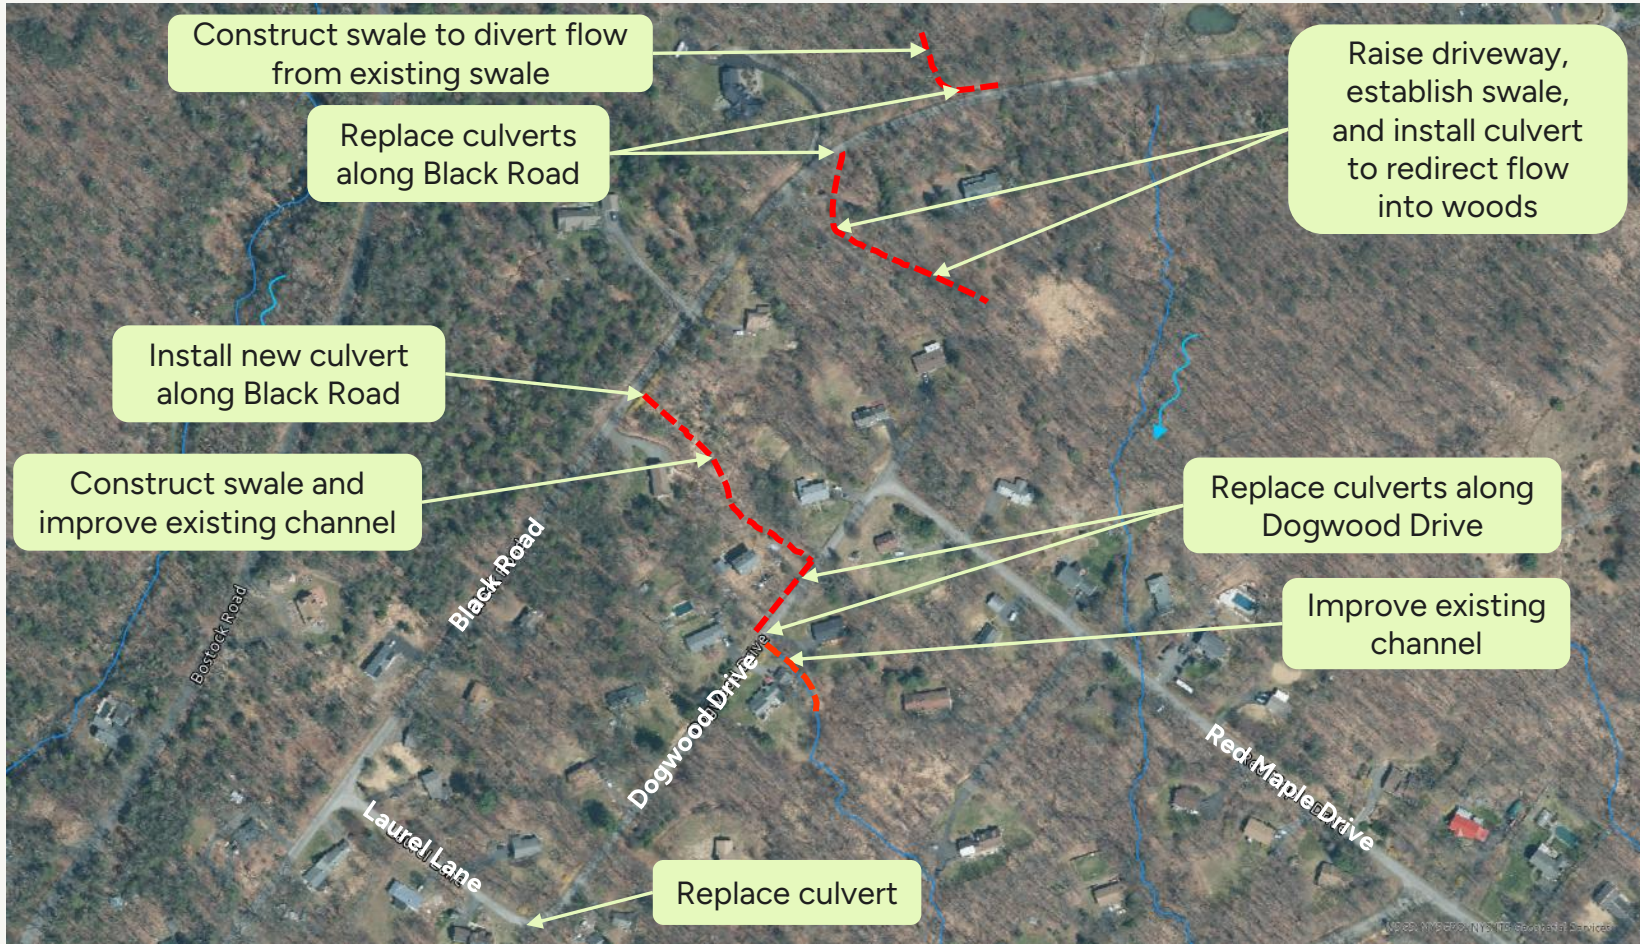 Construct swale to divert flow
from existing swale
Replace culverts
along Black Road
Raise driveway,
establish swale,
and install culvert
to redirect flow
into woods
Install new culvert
along Black Road
Construct swale and
improve existing channel
Replace culverts along
Dogwood Drive
Improve existing
channel
Black Road
Bostock Road
Dogwood Drive
Red Maple Drive
Laurel Lane
Replace culvert